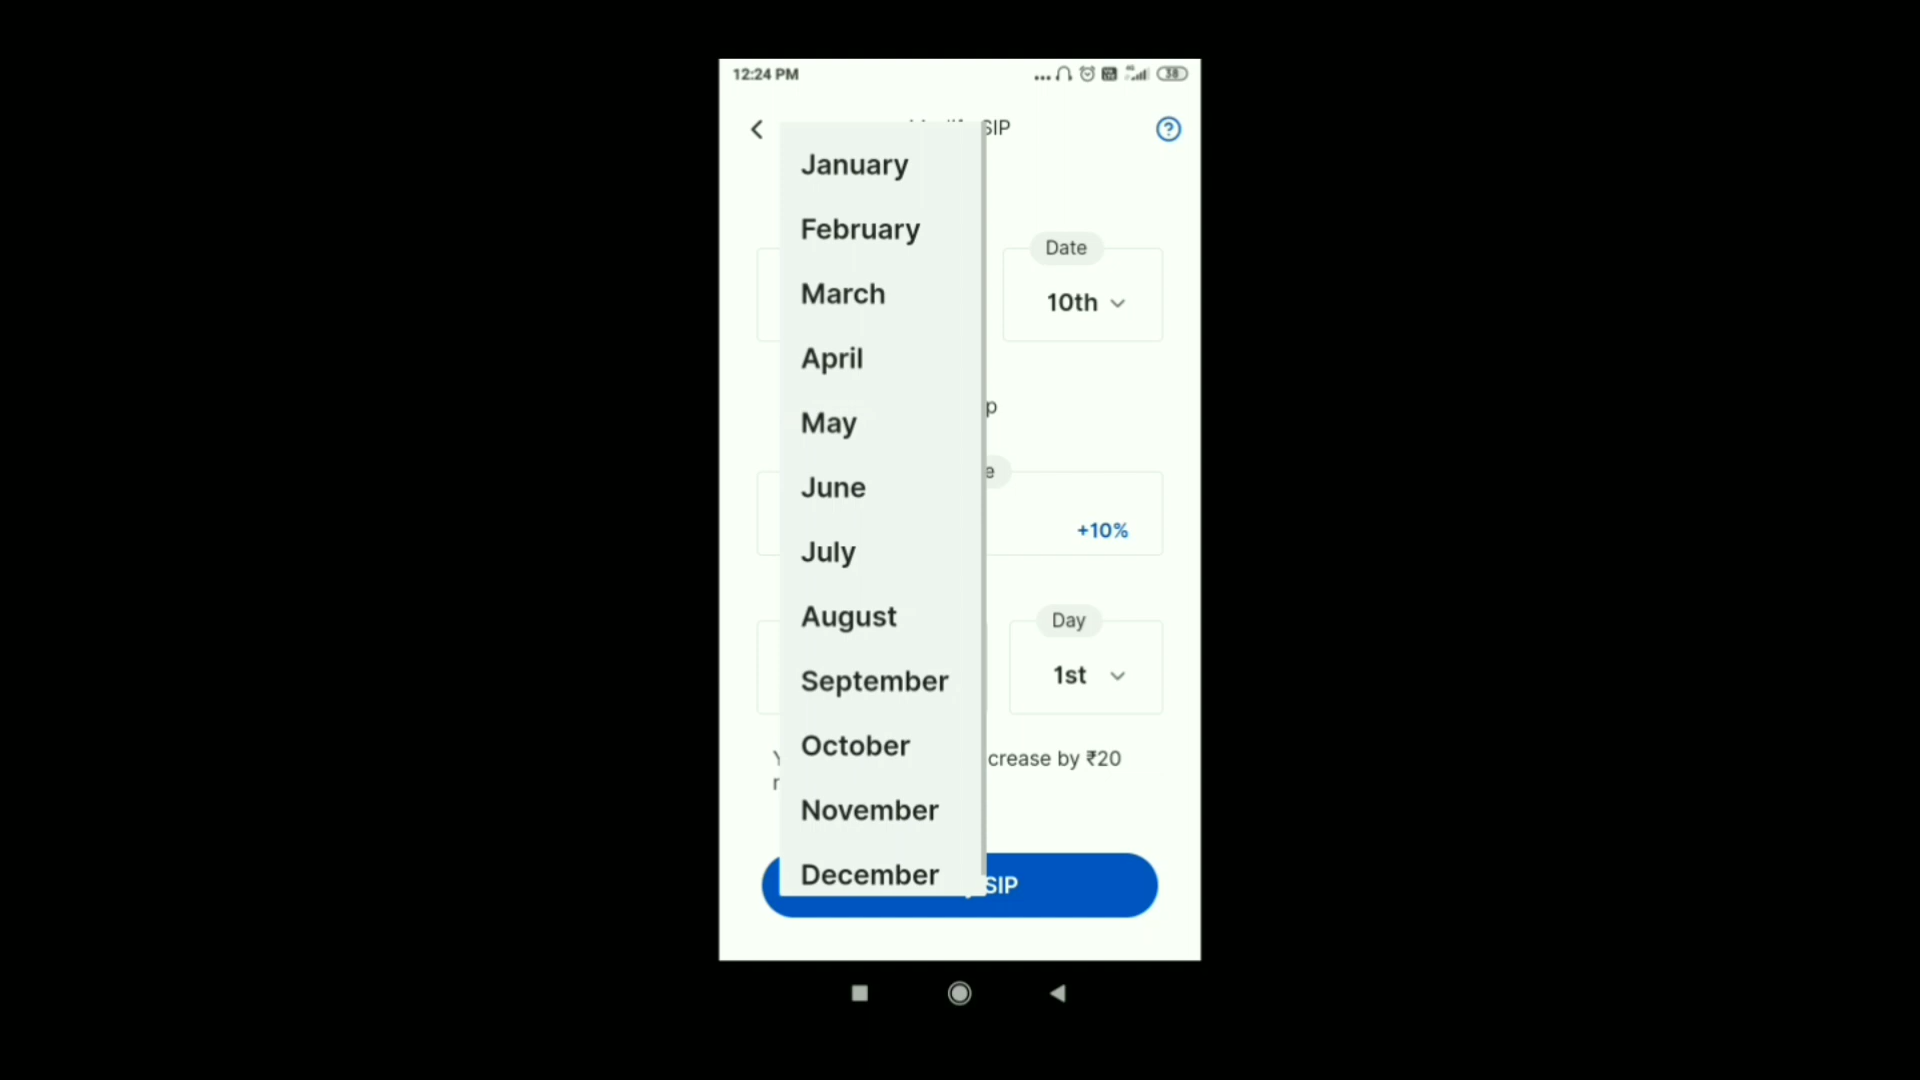 12:24 PM
38
SIP
January
February
March
April
May
June
July
August
September
October
November
December
Date
10th
p
e
+10%
Day
1st
crease by ₹20
SIP